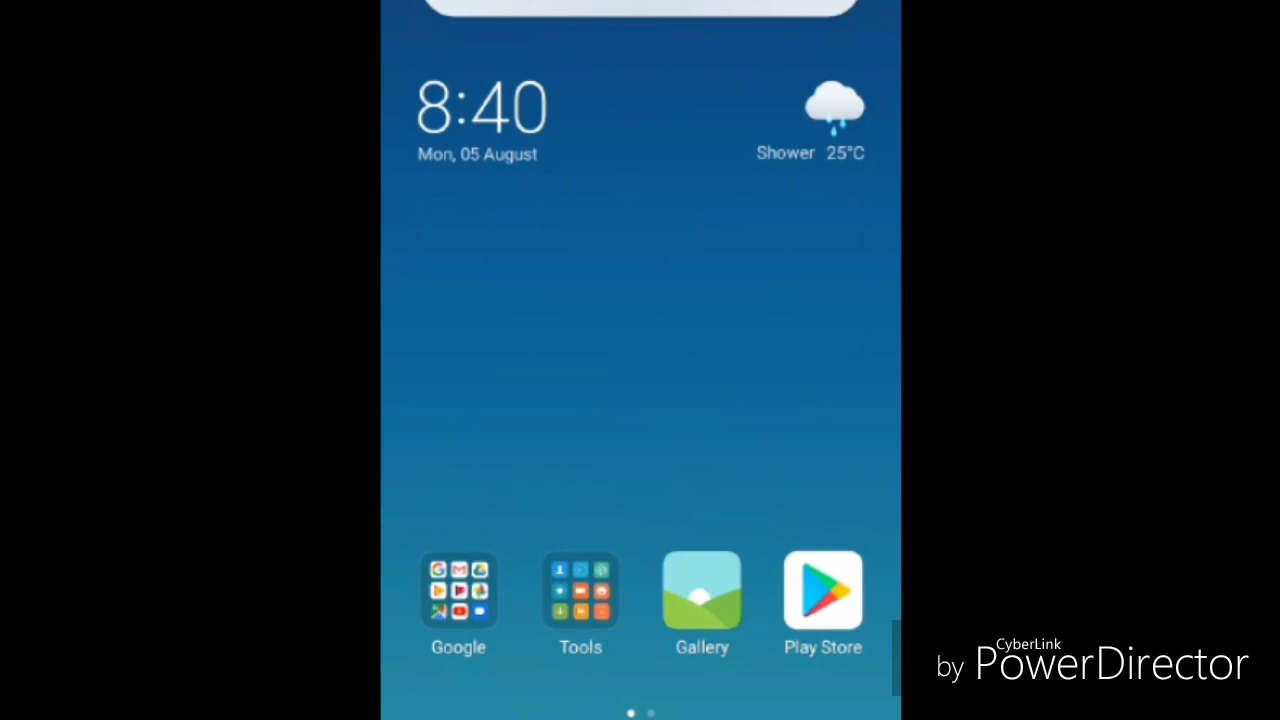 8:40
Mon, 05 August
Shower 25°C
Google
Tools
Gallery
Play Store
CyberLink
by PowerDirector